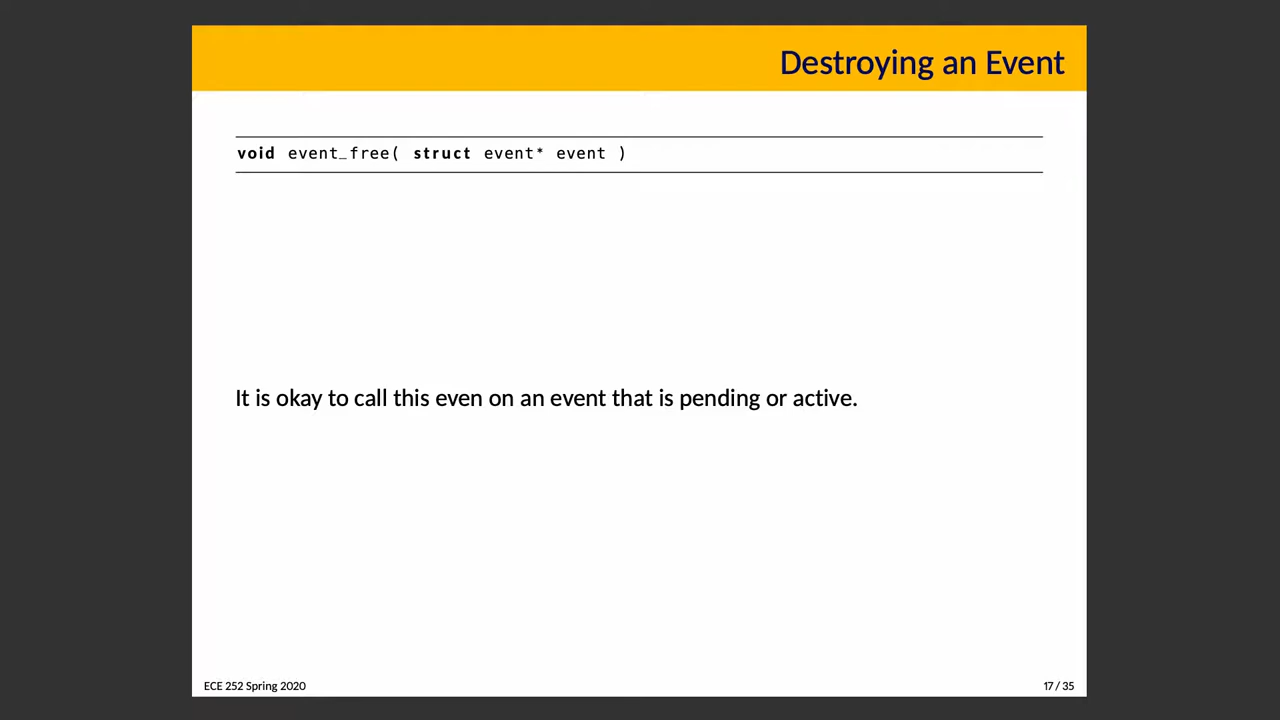 Destroying an Event
void event_free( struct event* event )
It is okay to call this even on an event that is pending or active.
ECE 252 Spring 2020
17 / 35